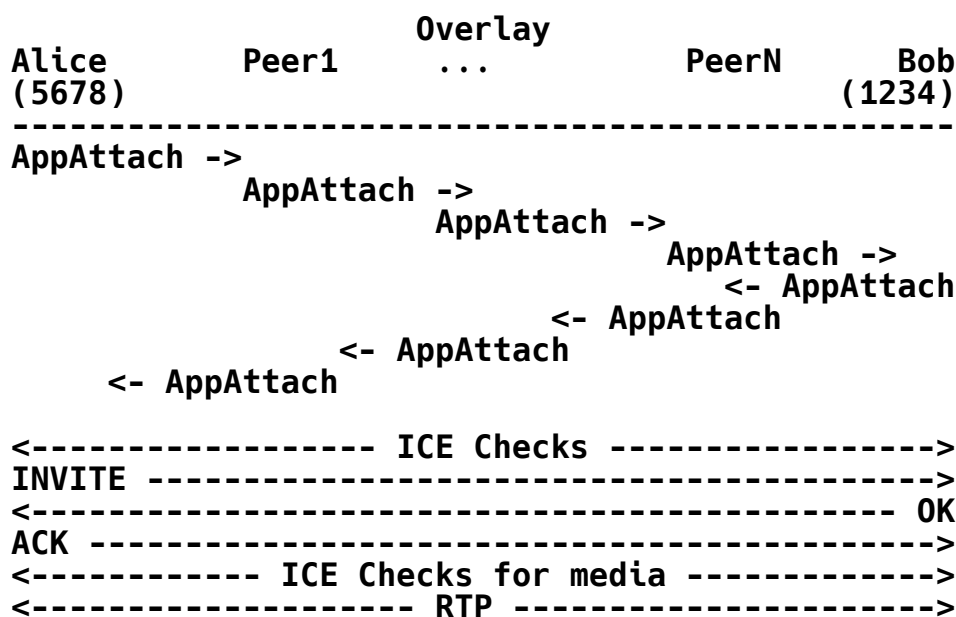 Overlay
Alice       Peer1     ...          PeerN      Bob
(5678)                                     (1234)
-------------------------------------------------
AppAttach ->
            AppAttach ->
                      AppAttach ->
                                  AppAttach ->
                                     <- AppAttach
                            <- AppAttach
                 <- AppAttach
     <- AppAttach

<------------------ ICE Checks ----------------->
INVITE ----------------------------------------->
<--------------------------------------------- OK
ACK -------------------------------------------->
<------------ ICE Checks for media ------------->
<-------------------- RTP ---------------------->